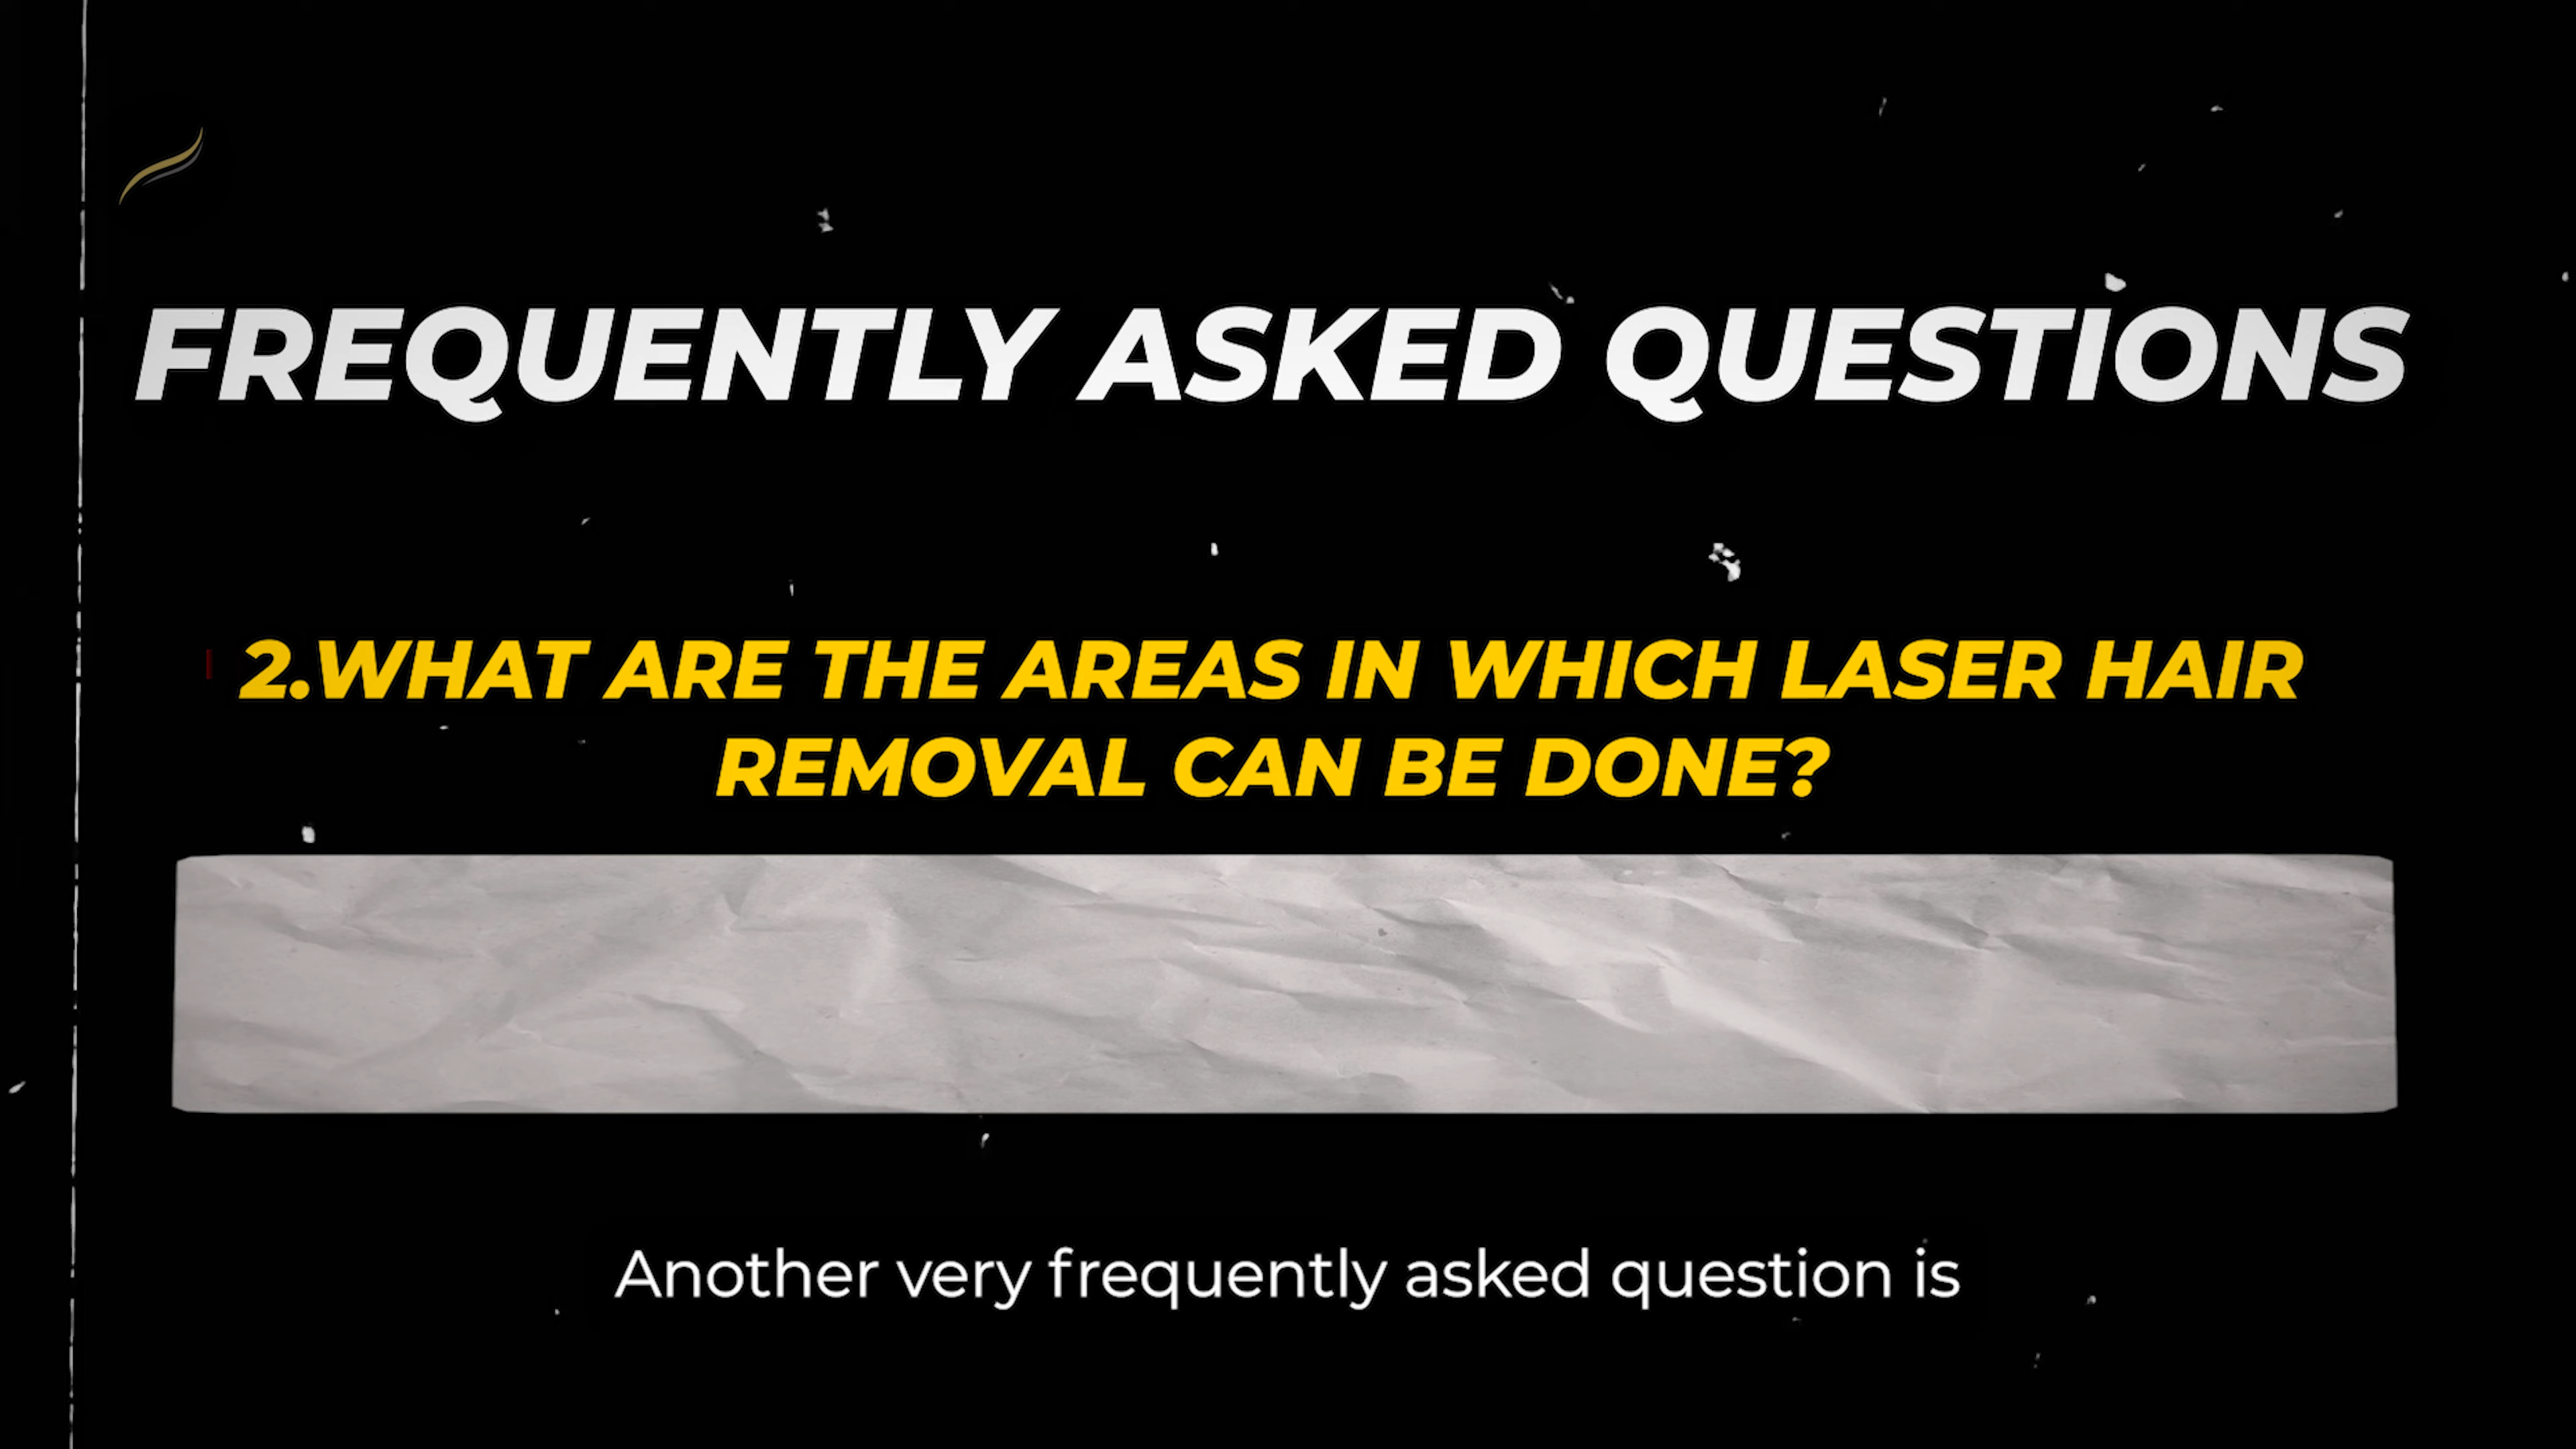 FREQUENTLY ASKED QUESTIONS
2.WHAT ARE THE AREAS IN WHICH LASER HAIR
REMOVAL CAN BE DONE?
Another very frequently asked question is